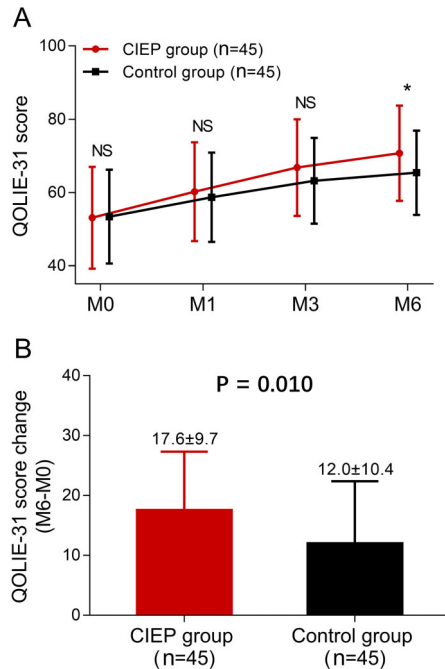 A
CIEP group (n=45)
Control group (n=45)
QOLIE-31 score
100
80
60
40
NS
NS
NS
*
M0
M1
M3
M6
B
P = 0.010
QOLIE-31 score change
(M6-M0)
40
30
20
10
0
17.6±9.7
12.0±10.4
CIEP group
(n=45)
Control group
(n=45)